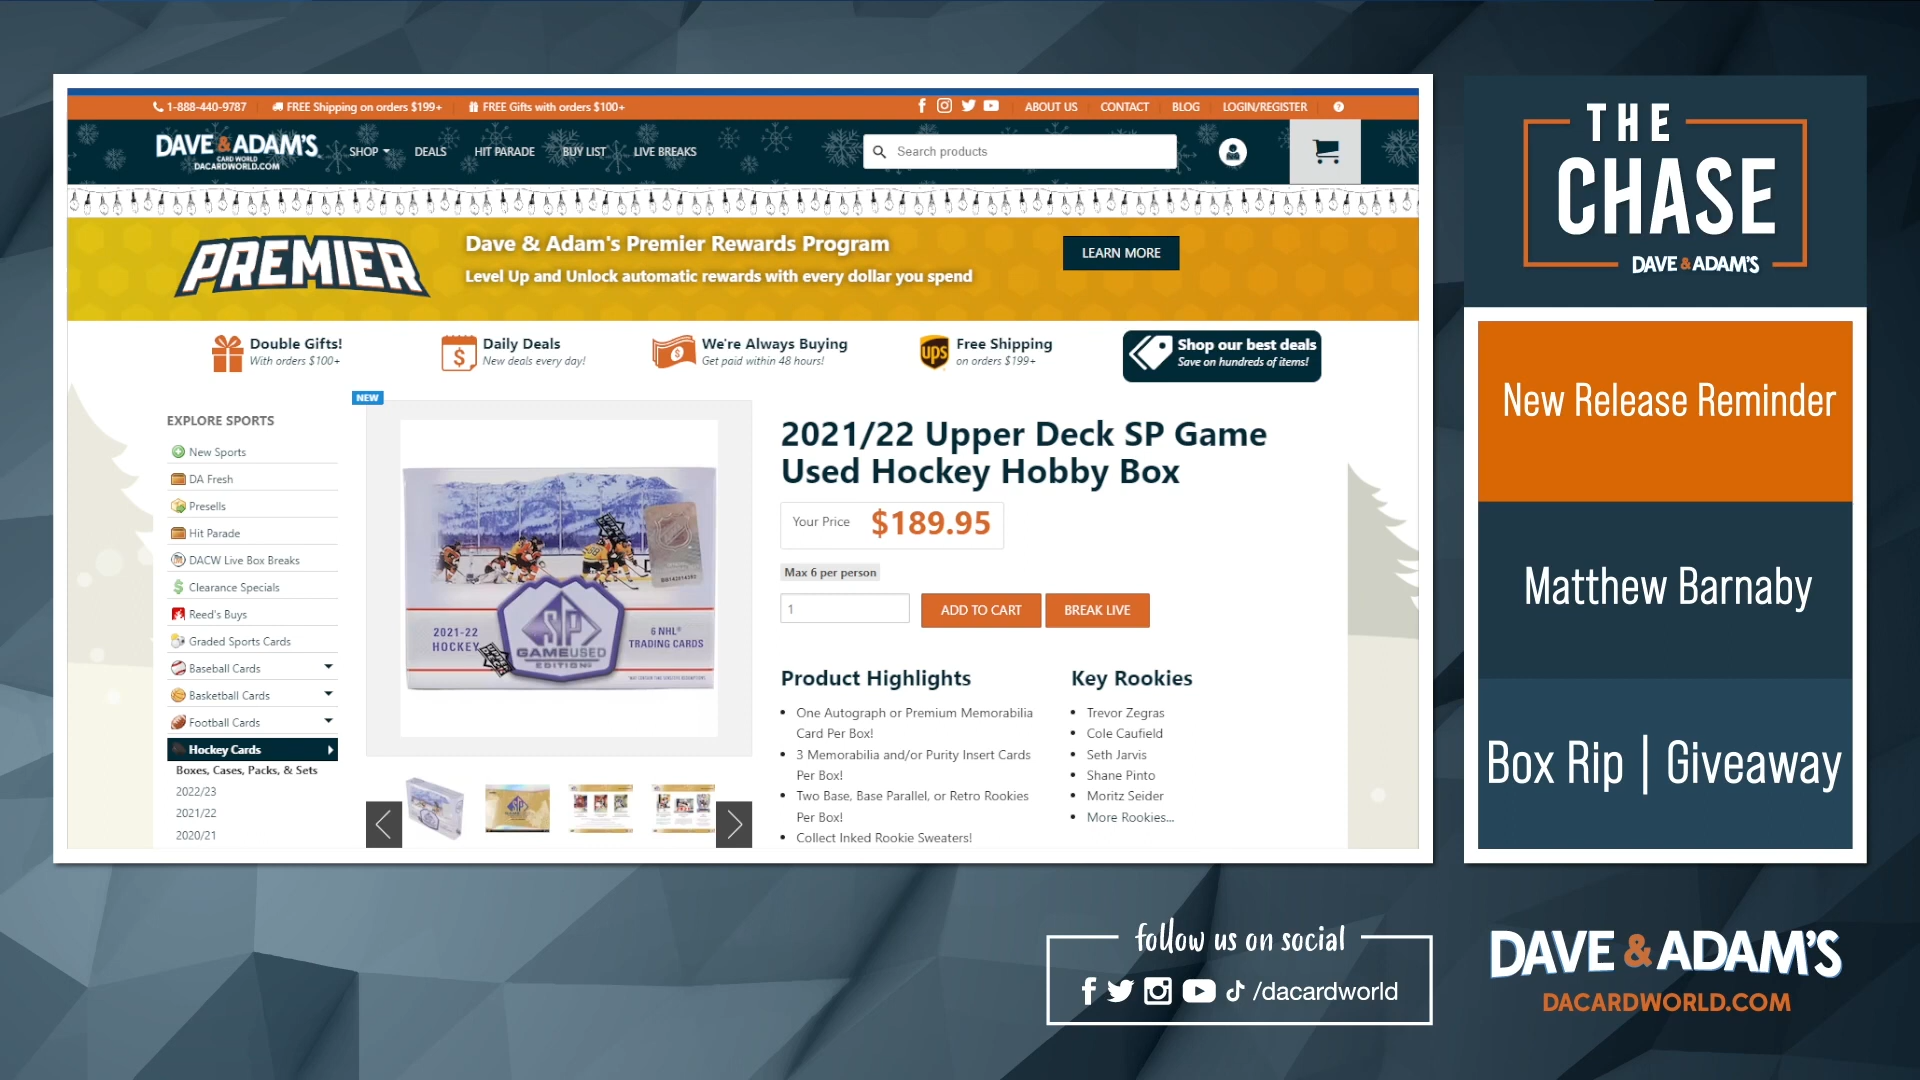 1-888-440-9787
FREE Shipping on orders $199+
FREE Gifts with orders $100+
ABOUT US
CONTACT
BLOG
LOGIN/REGISTER
DAVE & ADAM'S
CARD WORLD
DACARDWORLD.COM
SHOP
DEALS
HIT PARADE
BUY LIST
LIVE BREAKS
Search products
PREMIER
Dave & Adam's Premier Rewards Program
Level Up and Unlock automatic rewards with every dollar you spend
LEARN MORE
Double Gifts!
With orders $100+
Daily Deals
New deals every day!
We're Always Buying
Get paid within 48 hours!
ups
Free Shipping
on orders $199+
Shop our best deals
Save on hundreds of items!
EXPLORE SPORTS
New Sports
DA Fresh
Presells
Hit Parade
DACW Live Box Breaks
Clearance Specials
Reed's Buys
Graded Sports Cards
Baseball Cards
Basketball Cards
Football Cards
Hockey Cards
Boxes, Cases, Packs, & Sets
2022/23
2021/22
2020/21
NEW
2021-22
HOCKEY
SP
GAMEUSED
EDITION
6 NHL®
TRADING CARDS
2021/22 Upper Deck SP Game
Used Hockey Hobby Box
Your Price $189.95
Max 6 per person
1
ADD TO CART
BREAK LIVE
Product Highlights
One Autograph or Premium Memorabilia
Card Per Box!
3 Memorabilia and/or Purity Insert Cards
Per Box!
Two Base, Base Parallel, or Retro Rookies
Per Box!
Collect Inked Rookie Sweaters!
Key Rookies
Trevor Zegras
Cole Caufield
Seth Jarvis
Shane Pinto
Moritz Seider
More Rookies...
THE
CHASE
DAVE & ADAM'S
New Release Reminder
Matthew Barnaby
Box Rip | Giveaway
follow us on social
/dacardworld
DAVE & ADAM'S
DACARDWORLD.COM